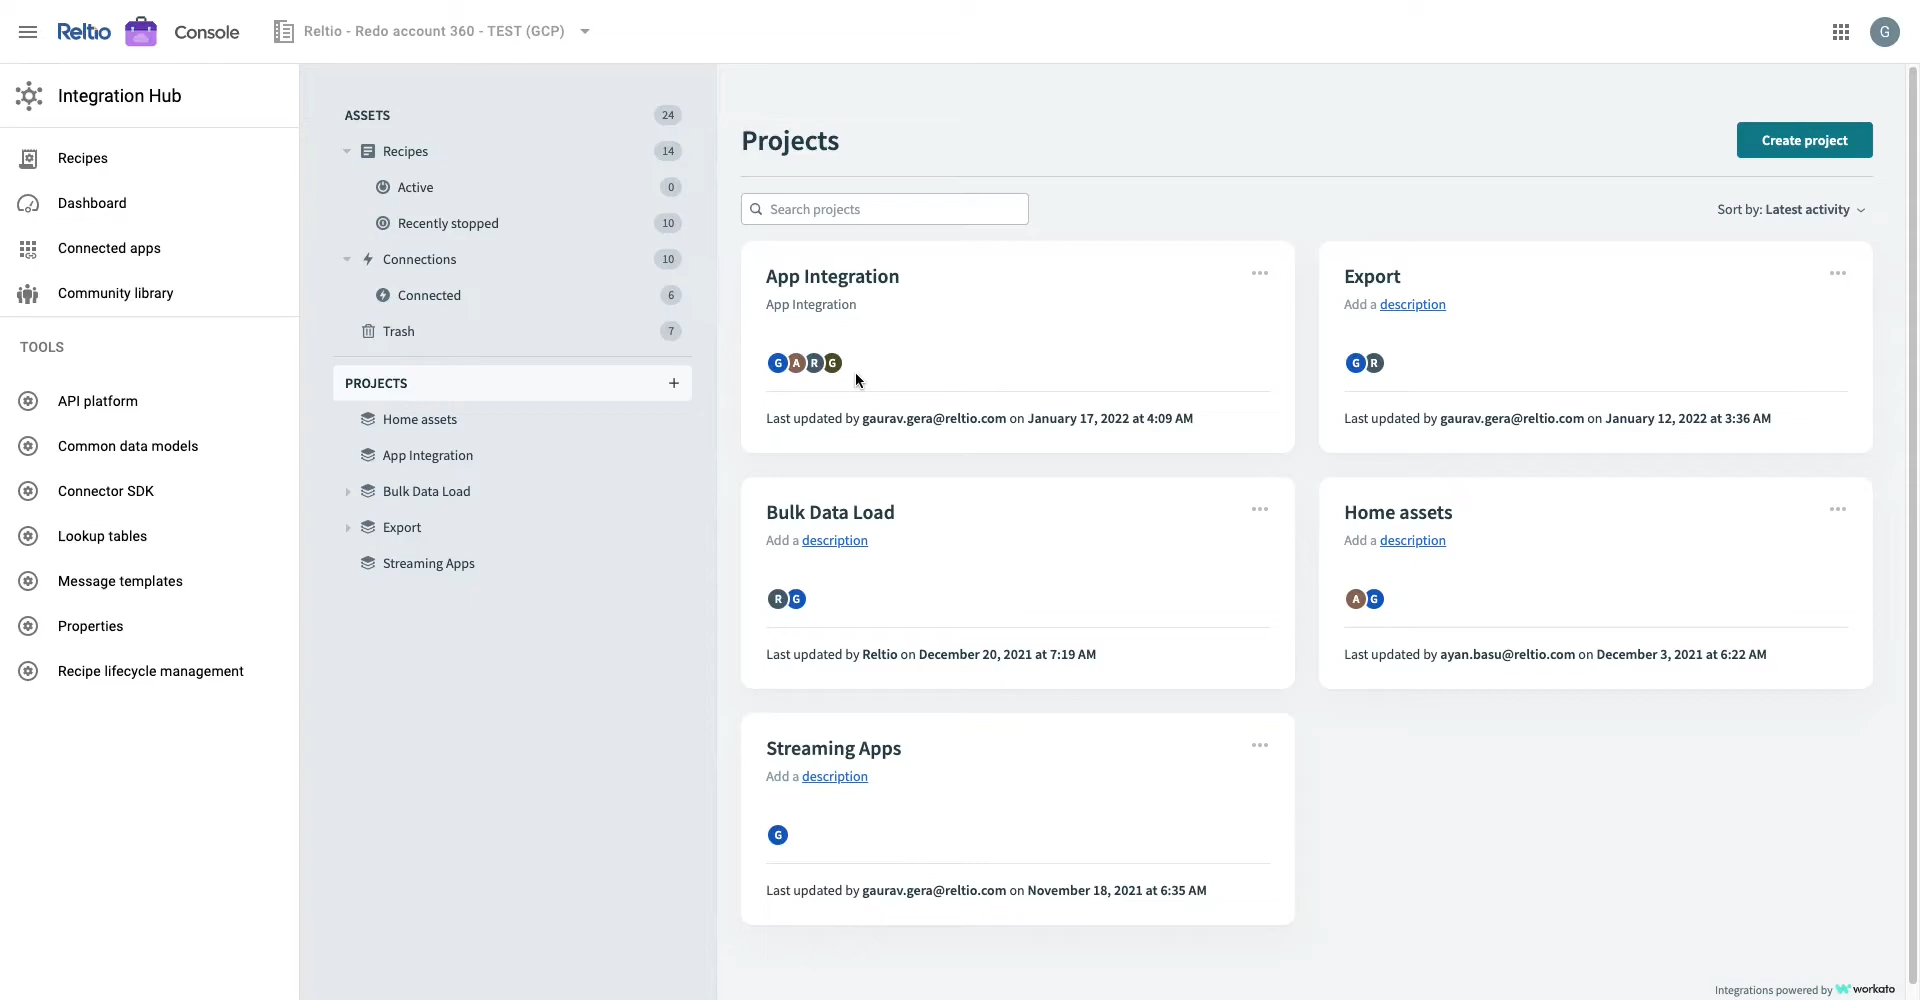 Reltio Console Reltio - Redo account 360 - TEST (GCP) G
Integration Hub
Recipes
Dashboard
Connected apps
Community library
TOOLS
API platform
Common data models
Connector SDK
Lookup tables
Message templates
Properties
Recipe lifecycle management
ASSETS 24
Recipes 14
Active 0
Recently stopped 10
Connections 10
Connected 6
Trash 7
PROJECTS +
Home assets
App Integration
Bulk Data Load
Export
Streaming Apps
Projects
Create project
Search projects
Sort by: Latest activity
App Integration
App Integration
G A R G
Last updated by gaurav.gera@reltio.com on January 17, 2022 at 4:09 AM
Export
Add a description
G R
Last updated by gaurav.gera@reltio.com on January 12, 2022 at 3:36 AM
Bulk Data Load
Add a description
R G
Last updated by Reltio on December 20, 2021 at 7:19 AM
Home assets
Add a description
A G
Last updated by ayan.basu@reltio.com on December 3, 2021 at 6:22 AM
Streaming Apps
Add a description
G
Last updated by gaurav.gera@reltio.com on November 18, 2021 at 6:35 AM
Integrations powered by workato